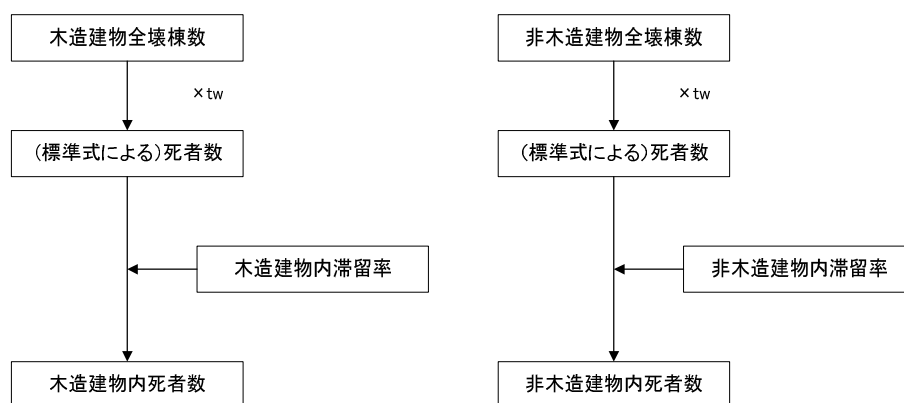 木造建物全壊棟数
×tw
(標準式による)死者数
木造建物内滞留率
木造建物内死者数
非木造建物全壊棟数
×tw
(標準式による)死者数
非木造建物内滞留率
非木造建物内死者数